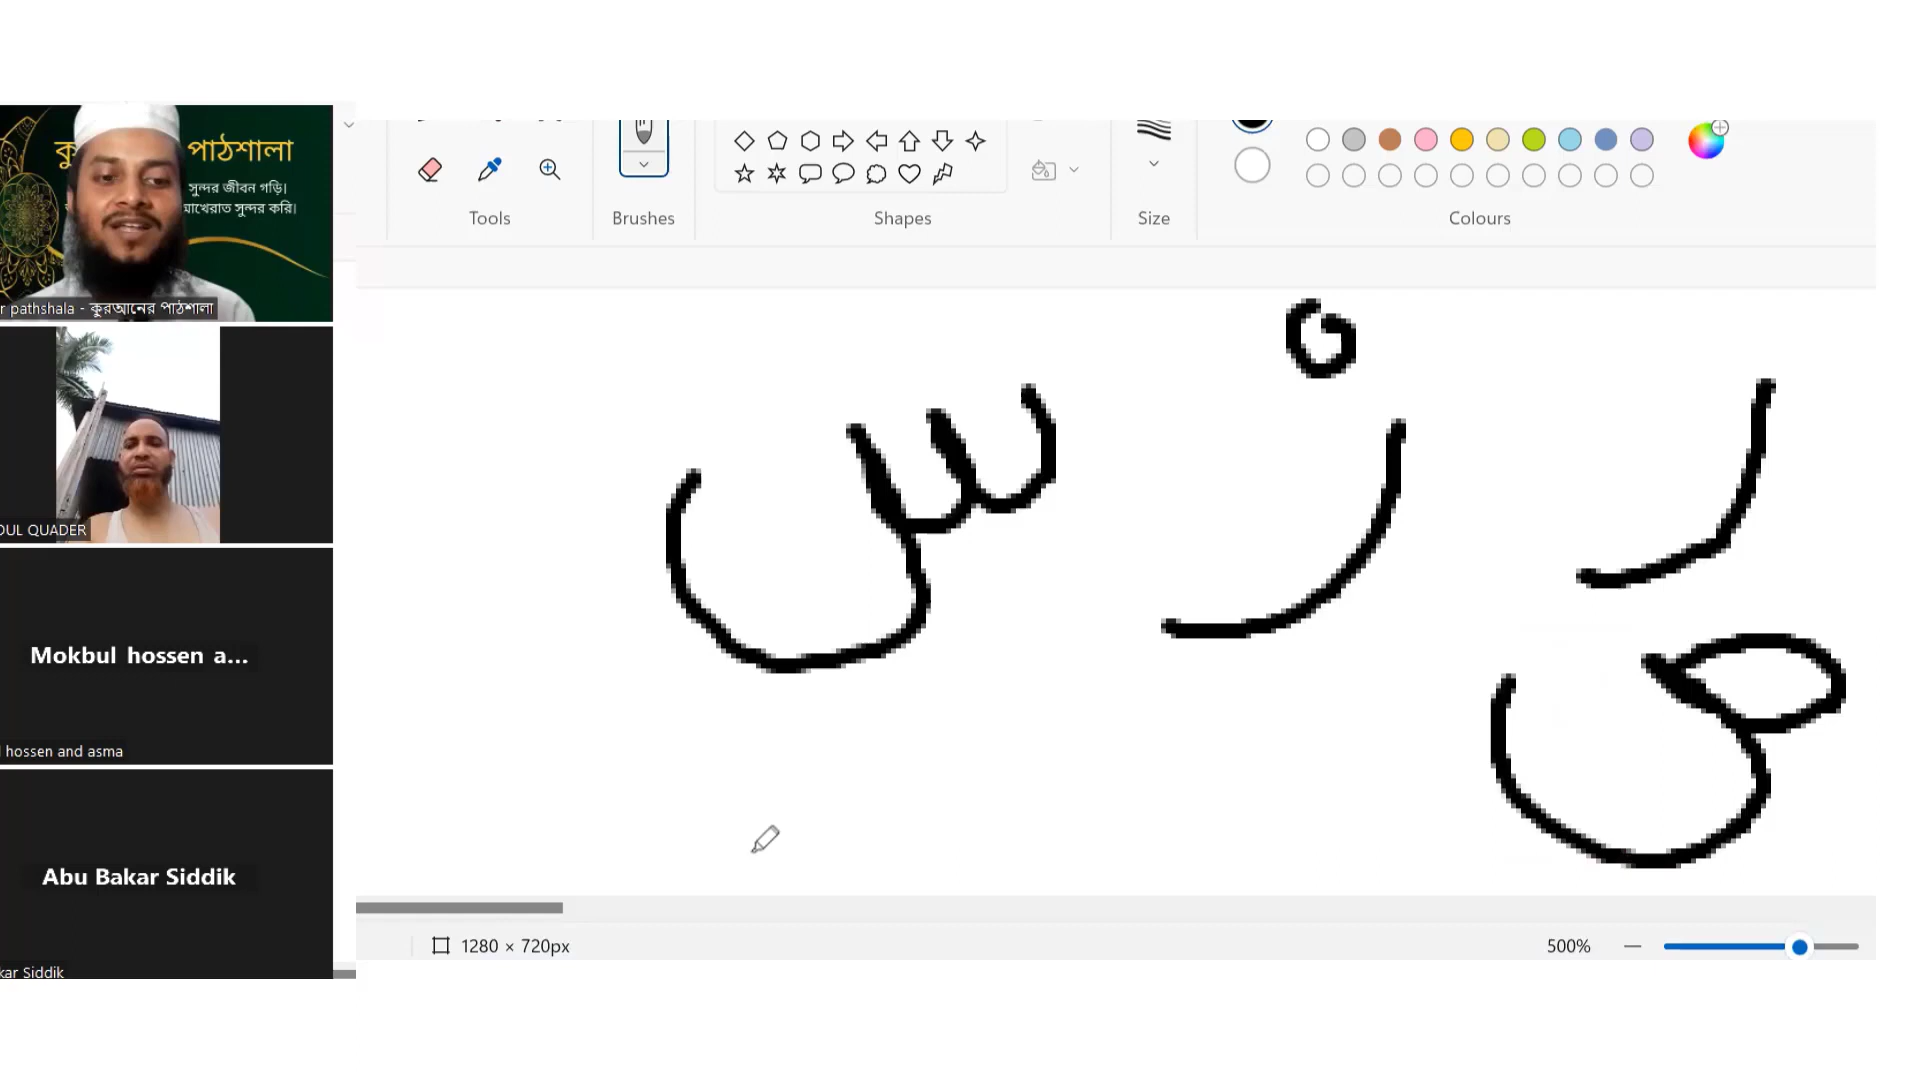 পাঠশালা
সুন্দর জীবন গড়ি।
আখেরাত সুন্দর করি।
r pathshala - কুরআনের পাঠশালা
DUL QUADER
Mokbul hossen a...
hossen and asma
Abu Bakar Siddik
kar Siddik
Tools
Brushes
Shapes
Size
Colours
ر ز س
ص
1280 × 720px
500%